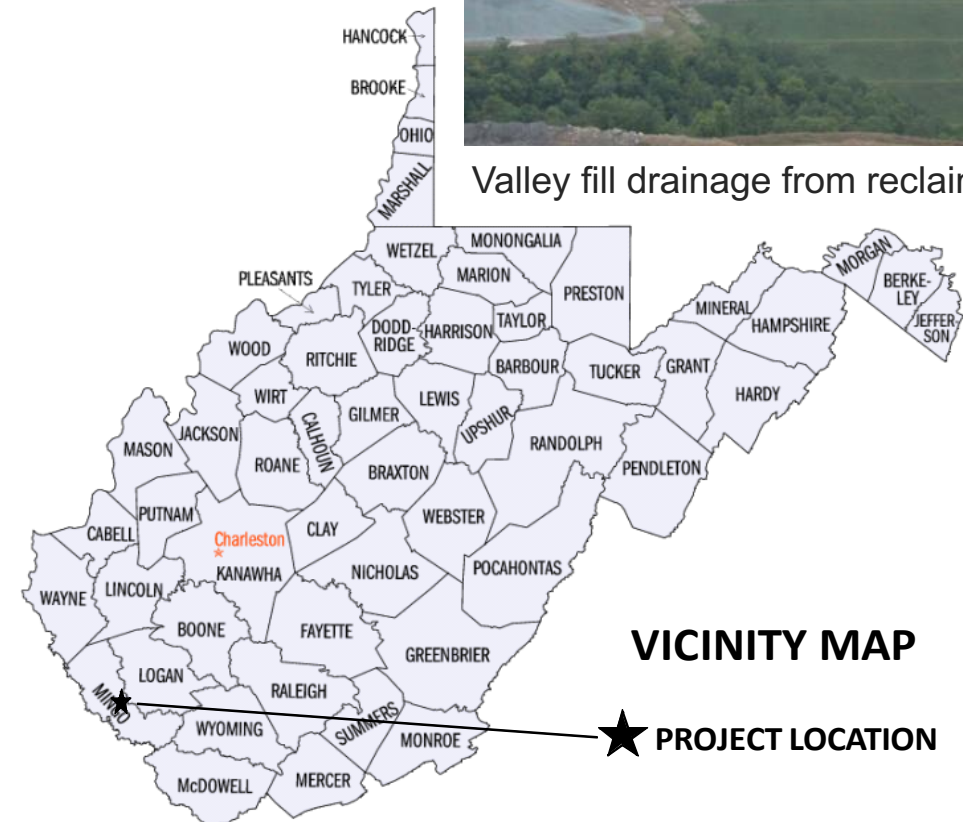 HANCOCK
BROOKE
OHIO
MARSHALL
Valley fill drainage from reclai
WETZEL
MONONGALIA
MORGAN
BERKE-
LEY
JEFFER-
SON
PLEASANTS
TYLER
MARION
PRESTON
MINERAL
HAMPSHIRE
WOOD
RITCHIE
DODD-
RIDGE
HARRISON
TAYLOR
BARBOUR
TUCKER
GRANT
HARDY
WIRT
CALHOUN
GILMER
LEWIS
UPSHUR
RANDOLPH
PENDLETON
MASON
JACKSON
ROANE
BRAXTON
WEBSTER
POCAHONTAS
PUTNAM
CABELL
Charleston
KANAWHA
CLAY
NICHOLAS
WAYNE
LINCOLN
BOONE
FAYETTE
GREENBRIER
VICINITY MAP
MINGO
LOGAN
RALEIGH
SUMMERS
MONROE
PROJECT LOCATION
WYOMING
McDOWELL
MERCER